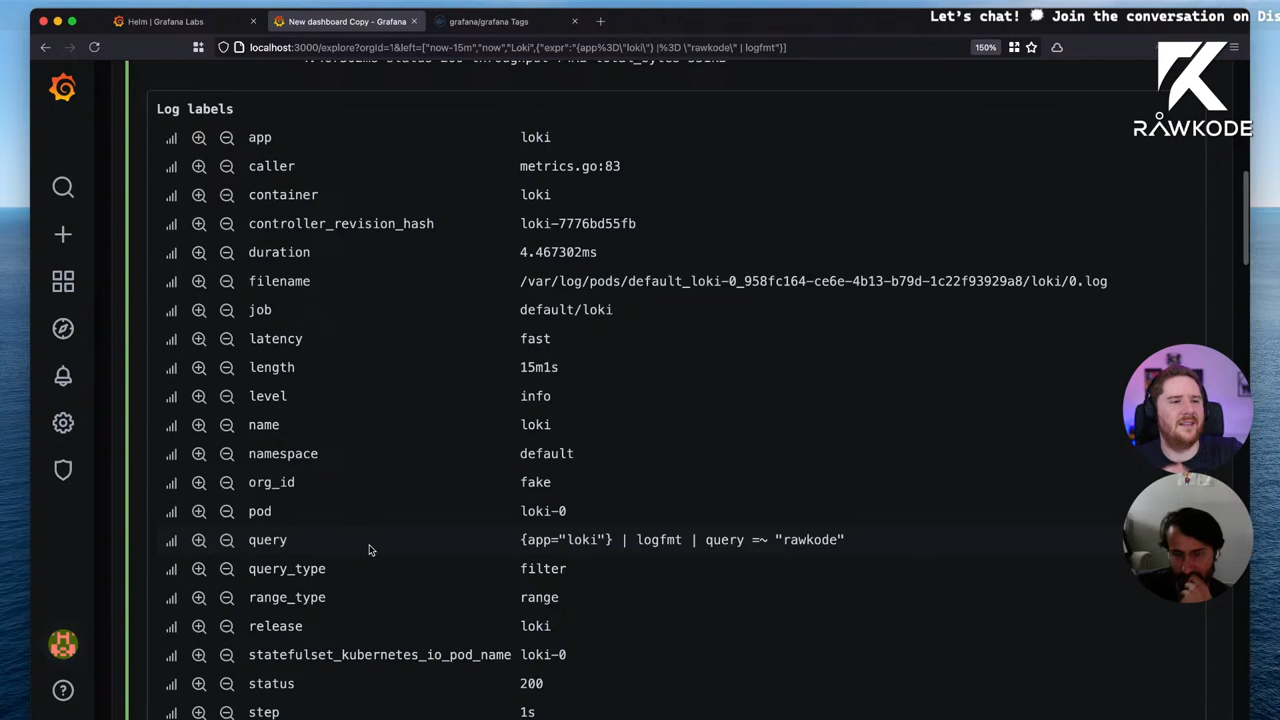 Let's chat! 💬 Join the conversation on Dis
Helm | Grafana Labs
New dashboard Copy - Grafana
grafana/grafana Tags
localhost:3000/explore?orgId=1&left=["now-15m","now","Loki",{"expr":"{app%3D\"loki\"} |%3D \"rawkode\" | logfmt"}]
150%
RAWKODE
Log labels
app loki
caller metrics.go:83
container loki
controller_revision_hash loki-7776bd55fb
duration 4.467302ms
filename /var/log/pods/default_loki-0_958fc164-ce6e-4b13-b79d-1c22f93929a8/loki/0.log
job default/loki
latency fast
length 15m1s
level info
name loki
namespace default
org_id fake
pod loki-0
query {app="loki"} | logfmt | query =~ "rawkode"
query_type filter
range_type range
release loki
statefulset_kubernetes_io_pod_name loki-0
status 200
step 1s